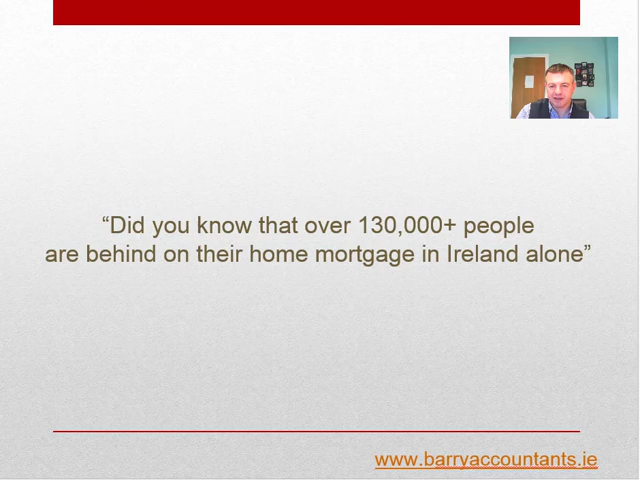 “Did you know that over 130,000+ people
are behind on their home mortgage in Ireland alone”
www.barryaccountants.ie